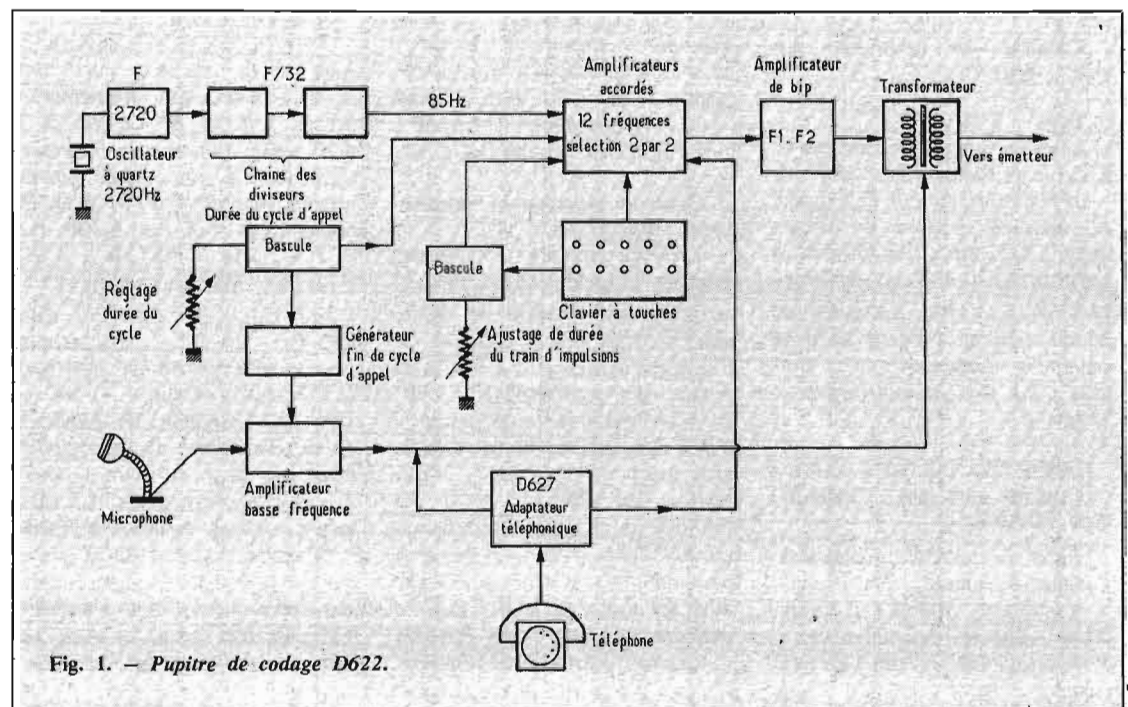 F
F/32
2720
85Hz
Oscillateur
à quartz
2720Hz
Chaîne des
diviseurs
Amplificateurs
accordés
12 fréquences
sélection 2 par 2
Amplificateur
de bip
F1_F2
Transformateur
Vers émetteur
Durée du cycle d'appel
Bascule
Réglage
durée du
cycle
Bascule
Clavier à touches
Ajustage de durée
du train d'impulsions
Générateur
fin de cycle
d'appel
Amplificateur
basse fréquence
Microphone
D627
Adaptateur
téléphonique
Téléphone
Fig. 1. — Pupitre de codage D622.